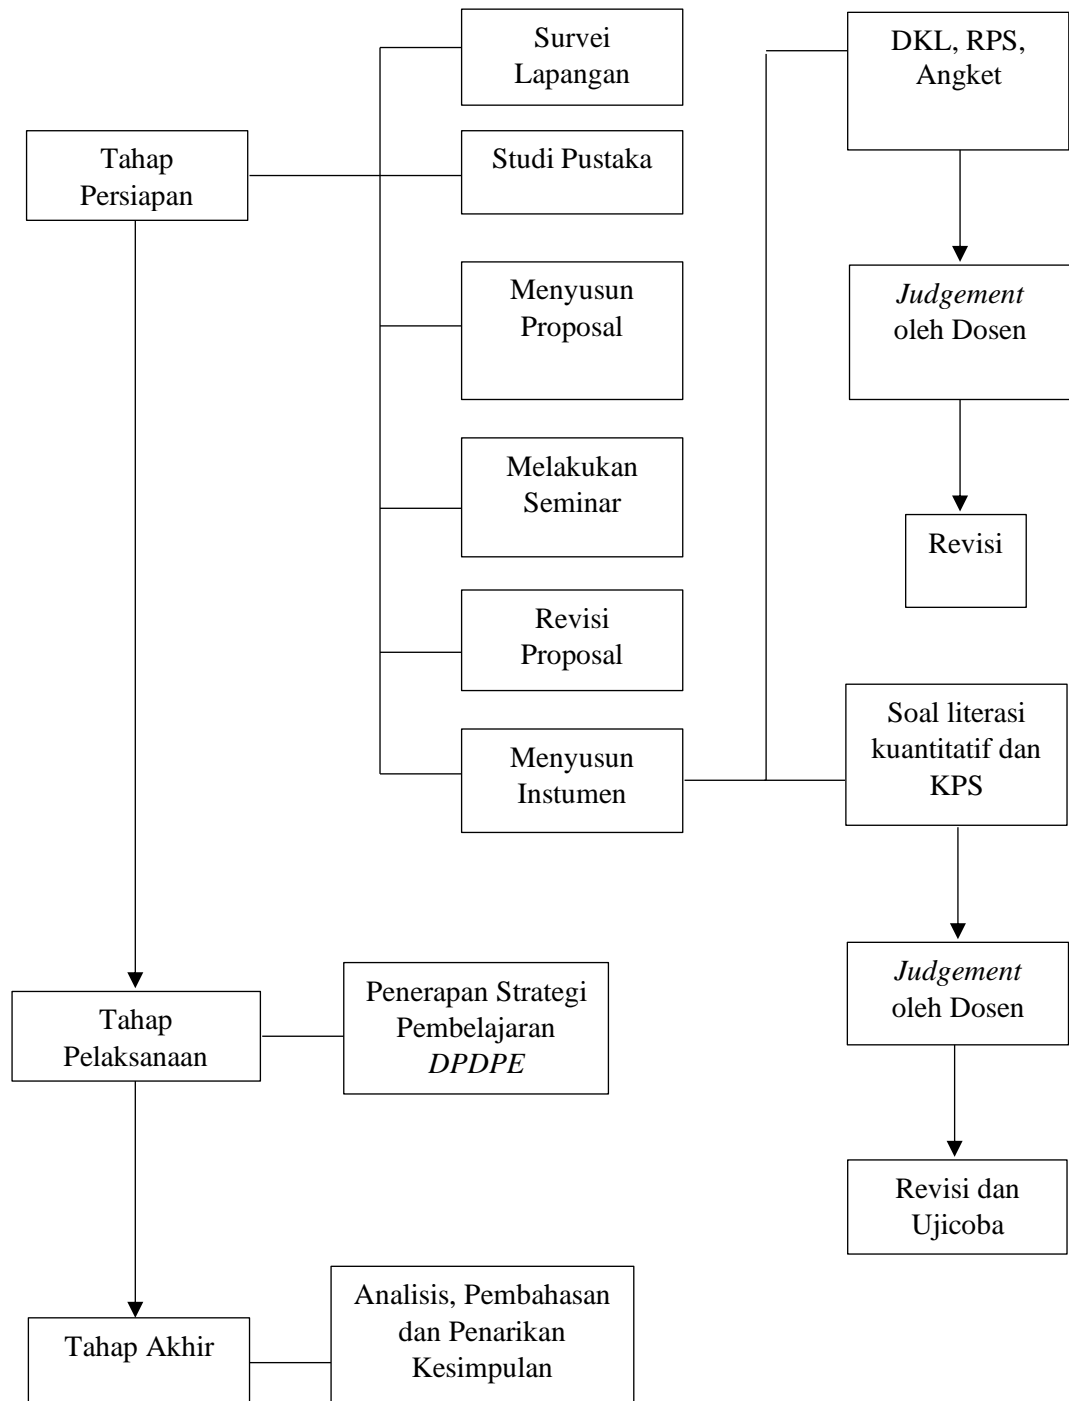 Survei
Lapangan
DKL, RPS,
Angket
Tahap
Persiapan
Studi Pustaka
Menyusun
Proposal
Judgement
oleh Dosen
Melakukan
Seminar
Revisi
Revisi
Proposal
Menyusun
Instumen
Soal literasi
kuantitatif dan
KPS
Tahap
Pelaksanaan
Penerapan Strategi
Pembelajaran
DPDPE
Judgement
oleh Dosen
Revisi dan
Ujicoba
Tahap Akhir
Analisis, Pembahasan
dan Penarikan
Kesimpulan